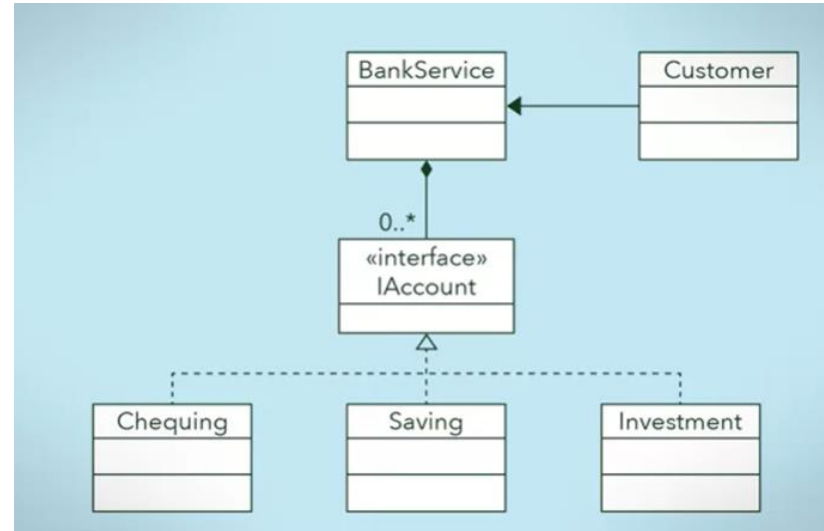 BankService
Customer
0..*
«interface»
IAccount
Chequing
Saving
Investment